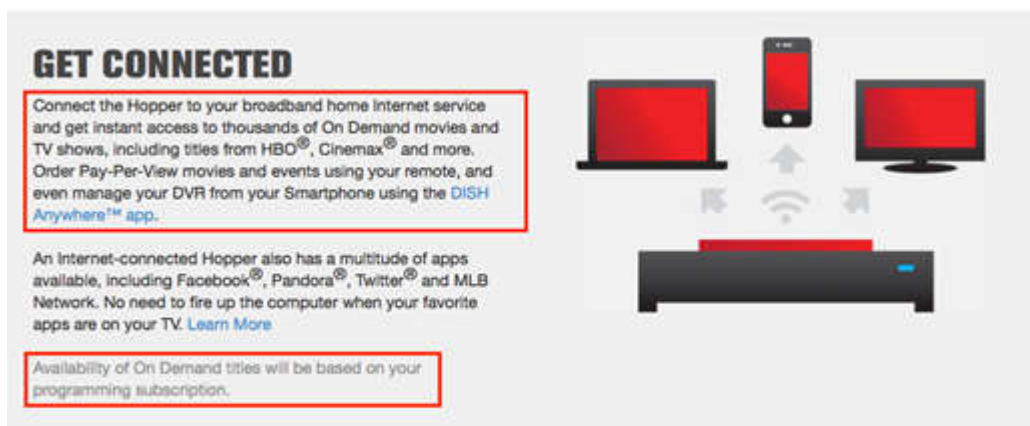 GET CONNECTED
Connect the Hopper to your broadband home Internet service
and get instant access to thousands of On Demand movies and
TV shows, including titles from HBO®, Cinemax® and more.
Order Pay-Per-View movies and events using your remote, and
even manage your DVR from your Smartphone using the DISH
Anywhere™ app.
An Internet-connected Hopper also has a multitude of apps
available, including Facebook®, Pandora®, Twitter® and MLB
Network. No need to fire up the computer when your favorite
apps are on your TV. Learn More
Availability of On Demand titles will be based on your
programming subscription.